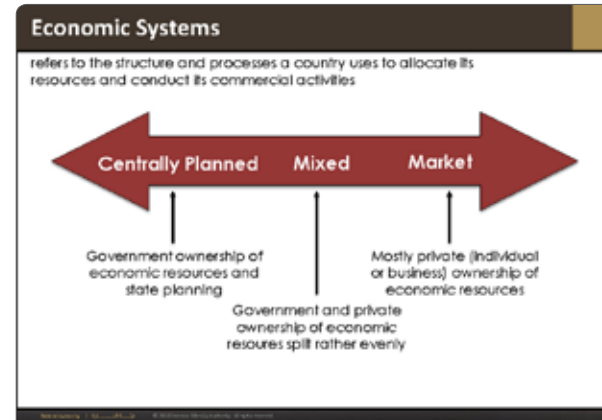 Economic Systems
refers to the structure and processes a country uses to allocate its
resources and conduct its commercial activities
Centrally Planned Mixed Market
Government ownership of
economic resources and
state planning
Government and private
ownership of economic
resoures split rather evenly
Mostly private (individual
or business) ownership of
economic resources